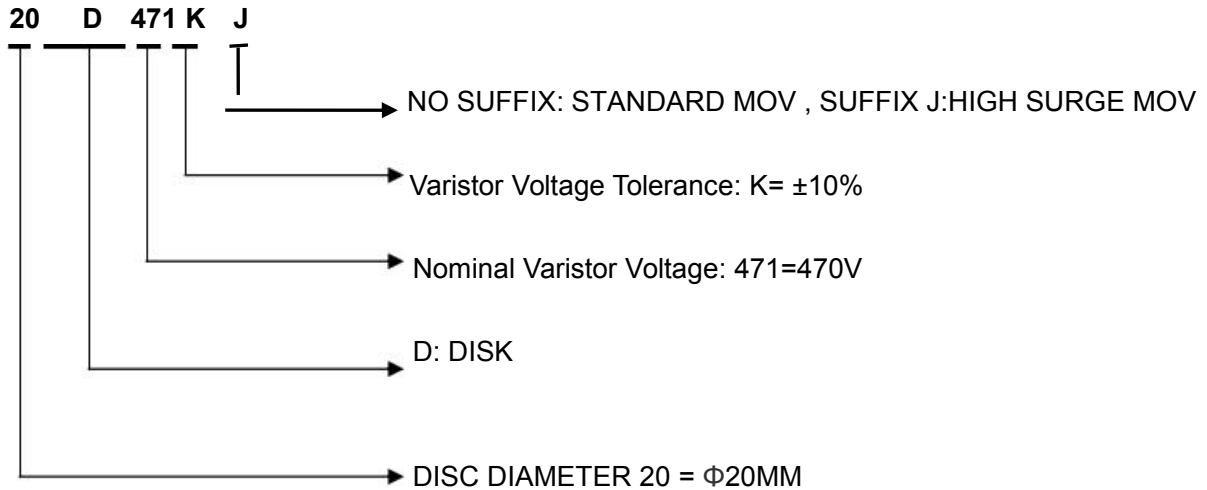 20 D 471 K J
NO SUFFIX: STANDARD MOV , SUFFIX J:HIGH SURGE MOV
Varistor Voltage Tolerance: K= ±10%
Nominal Varistor Voltage: 471=470V
D: DISK
DISC DIAMETER 20 = Φ20MM